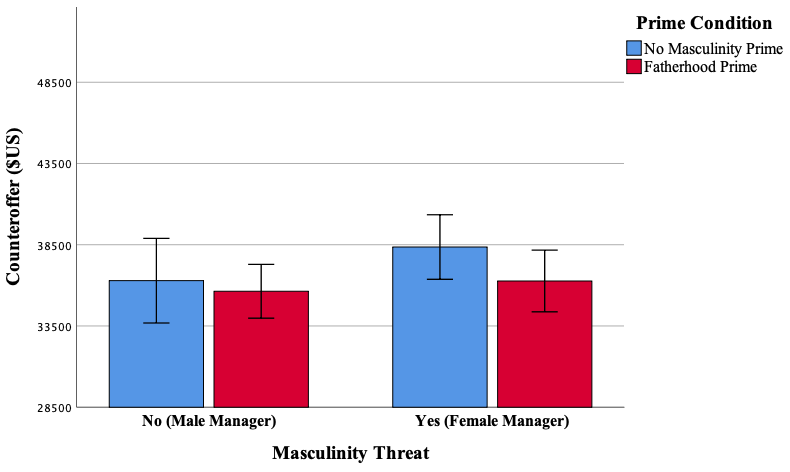 Prime Condition
No Masculinity Prime
Fatherhood Prime
Counteroffer ($US)
48500
43500
38500
33500
28500
No (Male Manager)
Yes (Female Manager)
Masculinity Threat